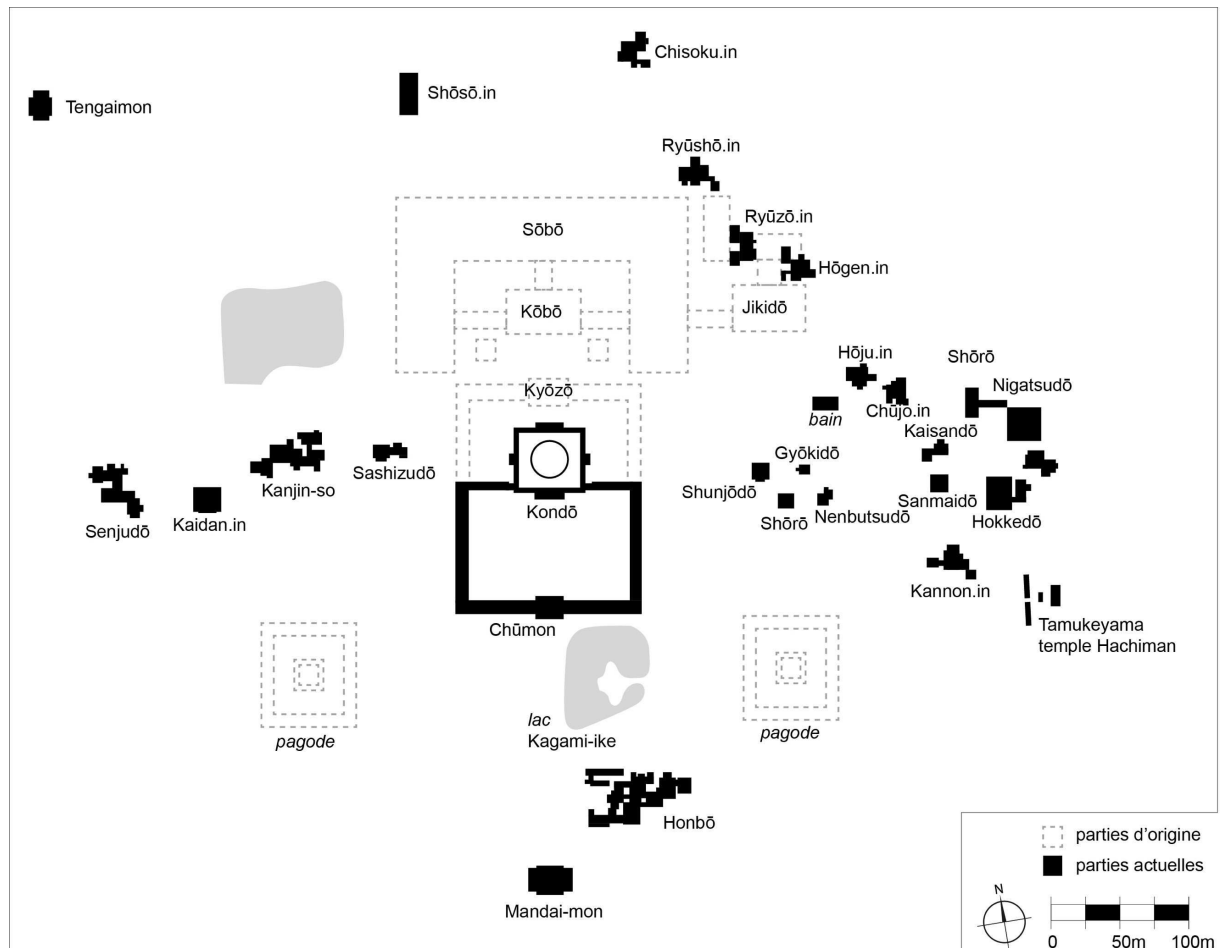 Chisoku.in
Tengaimon
Shōsō.in
Ryūshō.in
Sōbō
Ryūzō.in
Hōgen.in
Kōbō
Jikidō
Hōju.in
Shōrō
Nigatsudō
Kyōzō
bain
Chūjo.in
Kaisandō
Gyōkidō
Sashizudō
Kanjin-so
Shunjōdō
Sanmaidō
Kondō
Senjudō
Kaidan.in
Shōrō
Nenbutsudō
Hokkedō
Kannon.in
Chūmon
Tamukeyama
temple Hachiman
lac
Kagami-ike
pagode
pagode
Honbō
Mandai-mon
parties d'origine
parties actuelles
N
0 50m 100m